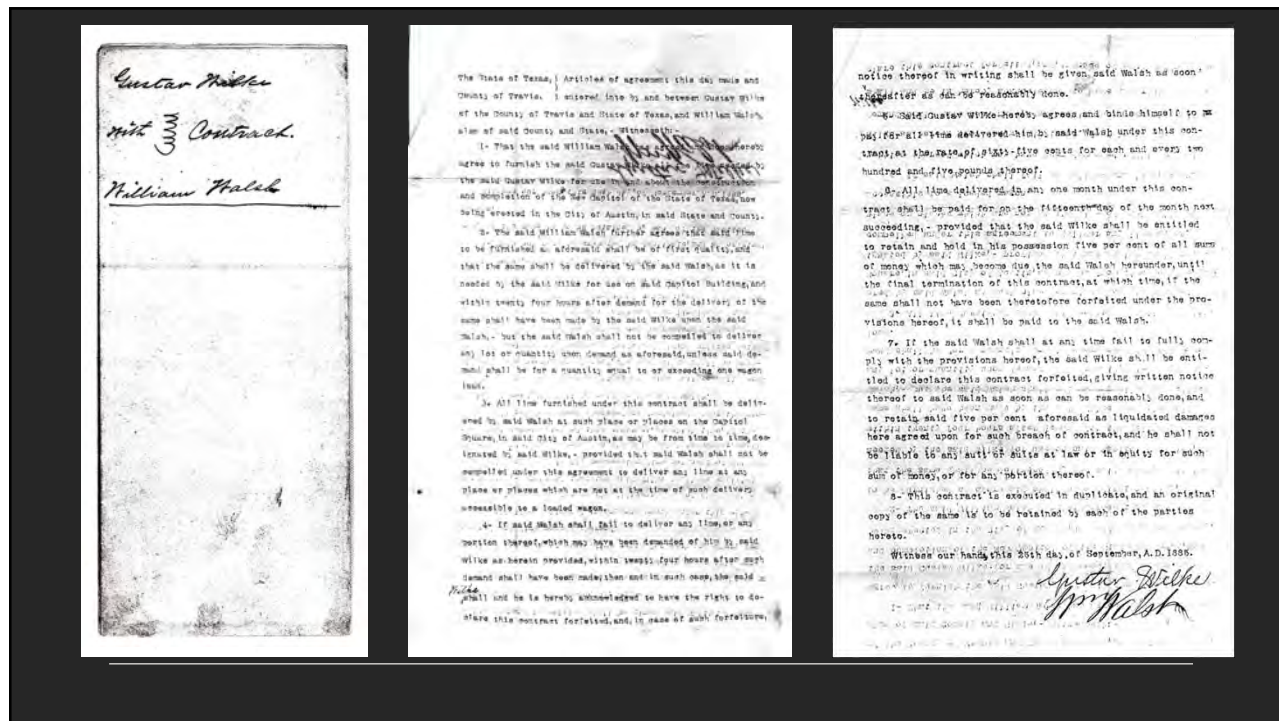 Gustav Wilke
with Contract.
William Walsh
The State of Texas, ) Articles of agreement this day made and
County of Travis. ) entered into by and between Gustav Wilke
of the County of Travis and State of Texas, and William Walsh,
also of said County and State,- Witnesseth:-
1- That the said William Walsh has agreed hereby
agree to furnish the said Gustav all the lime needed by
the said Gustav Wilke for use in and about the construction
and completion of the New Capitol of the State of Texas, now
being erected in the City of Austin, in said State and County.
2- The said William Walsh further agrees that said lime
to be furnished as aforesaid shall be of first quality, and
that the same shall be delivered by the said Walsh, as it is
needed by the said Wilke for use on said Capitol Building, and
within twenty four hours after demand for the delivery of the
same shall have been made by the said Wilke upon the said
Walsh,- but the said Walsh shall not be compelled to deliver
any lot or quantity upon demand as aforesaid, unless said de-
mand shall be for a quantity equal to or exceeding one wagon
load.
3- All lime furnished under this contract shall be deliv-
ered by said Walsh at such place or places on the Capitol
Square, in said City of Austin, as may be from time to time, des-
ignated by said Wilke,- provided that said Walsh shall not be
compelled under this agreement to deliver any lime at any
place or places which are not at the time of such delivery
accessible to a loaded wagon.
4- If said Walsh shall fail to deliver any lime, or any
portion thereof, which may have been demanded of him by said
Wilke as herein provided, within twenty four hours after such
demand shall have been made, then and in such case, the said
Wilke shall and he is hereby acknowledged to have the right to de-
clare this contract forfeited, and, in case of such forfeiture,
notice thereof in writing shall be given said Walsh as soon
thereafter as can be reasonably done.
Said Gustav Wilke hereby agrees and binds himself to
pay for all lime delivered him by said Walsh under this con-
tract, at the rate of sixty-five cents for each and every two
hundred and five pounds thereof.
6- All lime delivered in any one month under this con-
tract shall be paid for on the fifteenth day of the month next
succeeding,- provided that the said Wilke shall be entitled
to retain and hold in his possession five per cent of all sums
of money which may become due the said Walsh hereunder, until
the final termination of this contract, at which time, if the
same shall not have been theretofore forfeited under the pro-
visions hereof, it shall be paid to the said Walsh.
7. If the said Walsh shall at any time fail to fully com-
ply with the provisions hereof, the said Wilke shall be enti-
tled to declare this contract forfeited, giving written notice
thereof to said Walsh as soon as can be reasonably done, and
to retain said five per cent aforesaid as liquidated damages
here agreed upon for such breach of contract, and he shall not
be liable to any suit or suits at law or in equity for such
sum of money, or for any portion thereof.
8- This contract is executed in duplicate, and an original
copy of the same is to be retained by each of the parties
hereto.
Witness our hands, this 28th day, of September, A.D. 1885.
Gustav Wilke
Wm Walsh